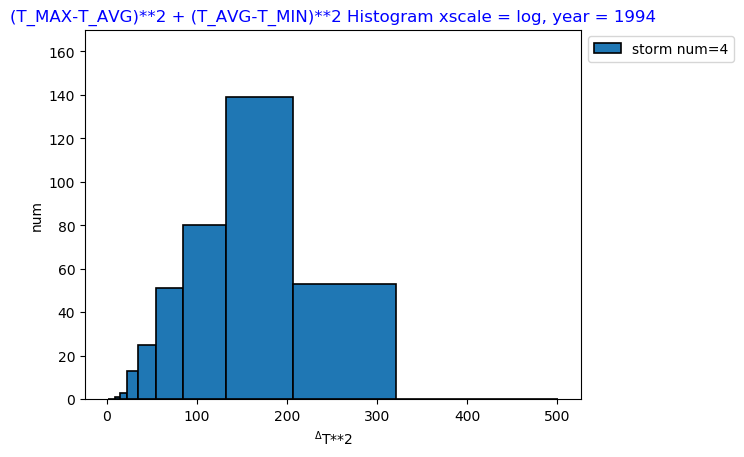 (T_MAX-T_AVG)**2 + (T_AVG-T_MIN)**2 Histogram xscale = log, year = 1994
storm num=4
160
140
120
100
80
60
40
20
0
num
0 100 200 300 400 500
ΔT**2